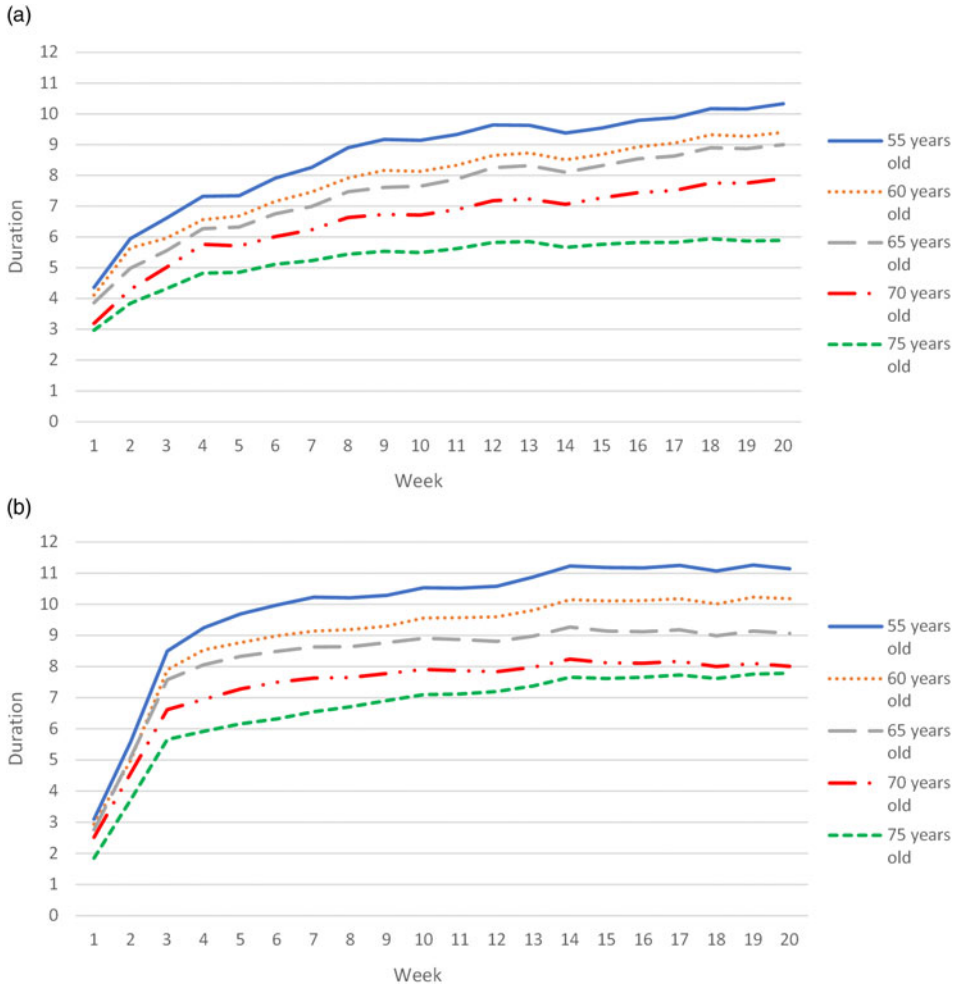 (a)
12
11
10
9
8
7
6
5
4
3
2
1
0
Duration
1 2 3 4 5 6 7 8 9 10 11 12 13 14 15 16 17 18 19 20
Week
55 years
old
60 years
old
65 years
old
70 years
old
75 years
old
(b)
12
11
10
9
8
7
6
5
4
3
2
1
0
Duration
1 2 3 4 5 6 7 8 9 10 11 12 13 14 15 16 17 18 19 20
Week
55 years
old
60 years
old
65 years
old
70 years
old
75 years
old